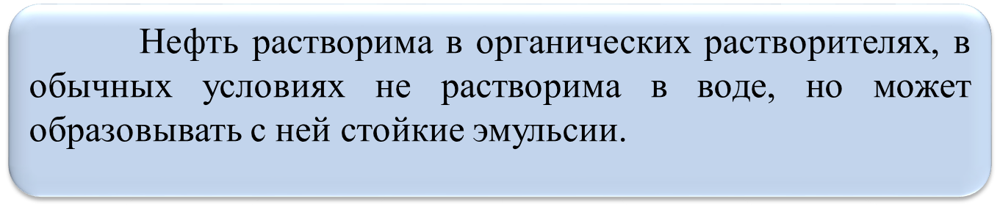 Нефть растворима в органических растворителях, в
обычных условиях не растворима в воде, но может
образовывать с ней стойкие эмульсии.